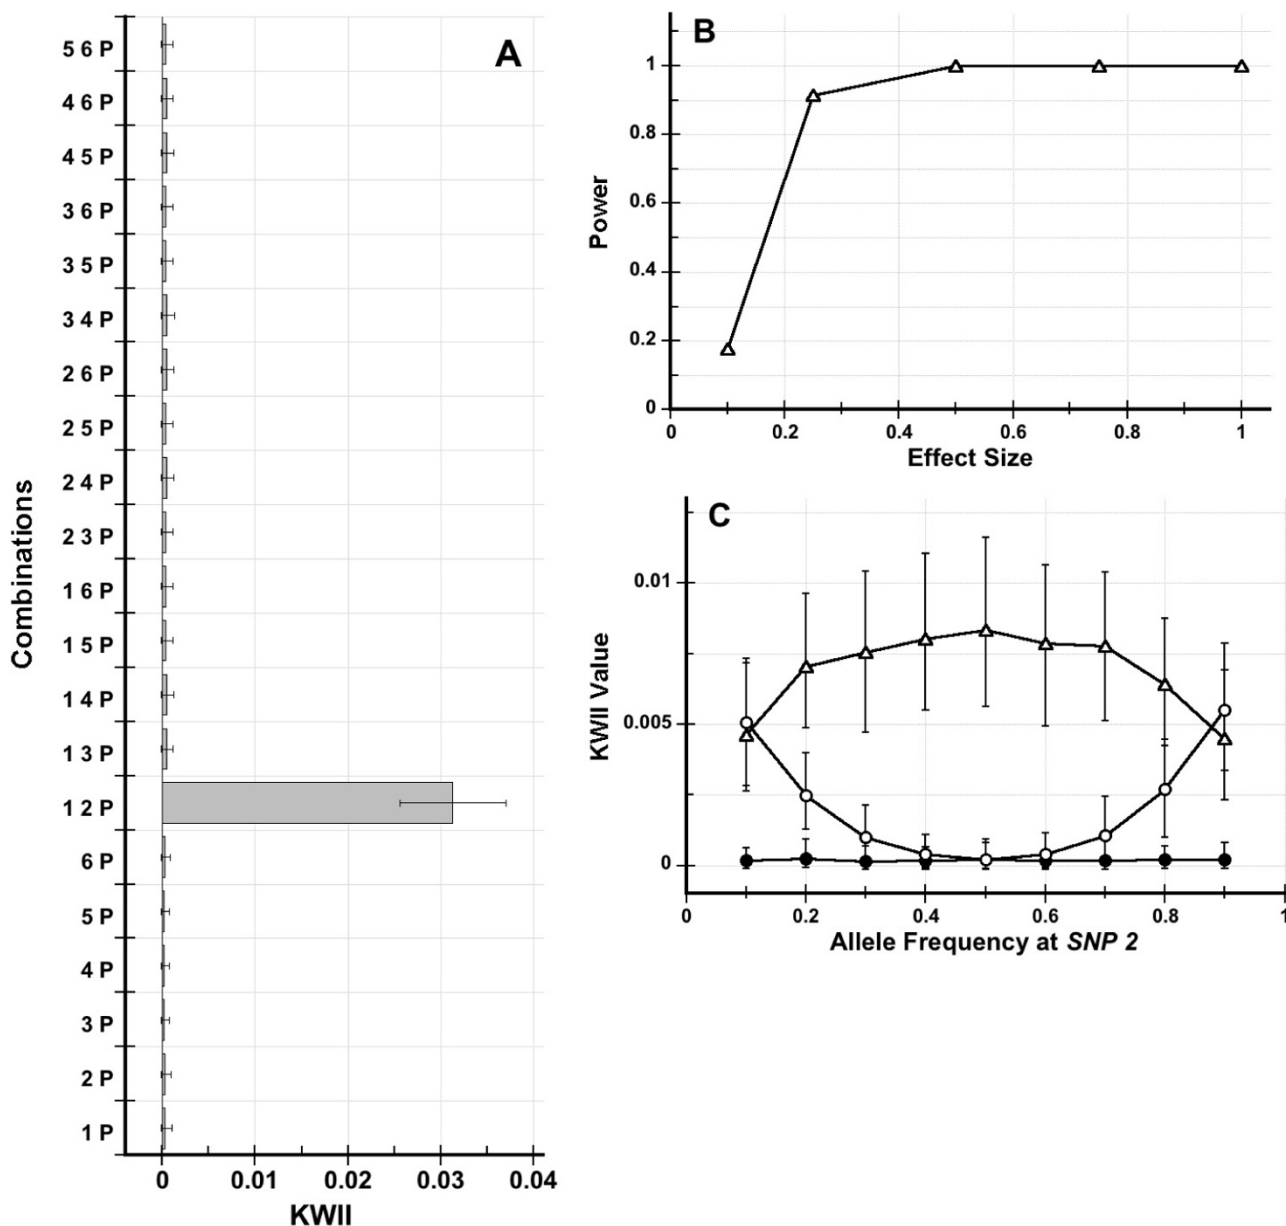 A
5 6 P
4 6 P
4 5 P
3 6 P
3 5 P
3 4 P
2 6 P
2 5 P
2 4 P
2 3 P
1 6 P
1 5 P
1 4 P
1 3 P
1 2 P
6 P
5 P
4 P
3 P
2 P
1 P
Combinations
0 0.01 0.02 0.03 0.04
KWII
B
1
0.8
0.6
0.4
0.2
0
Power
0 0.2 0.4 0.6 0.8 1
Effect Size
C
0.01
0.005
0
KWII Value
0 0.2 0.4 0.6 0.8 1
Allele Frequency at SNP 2